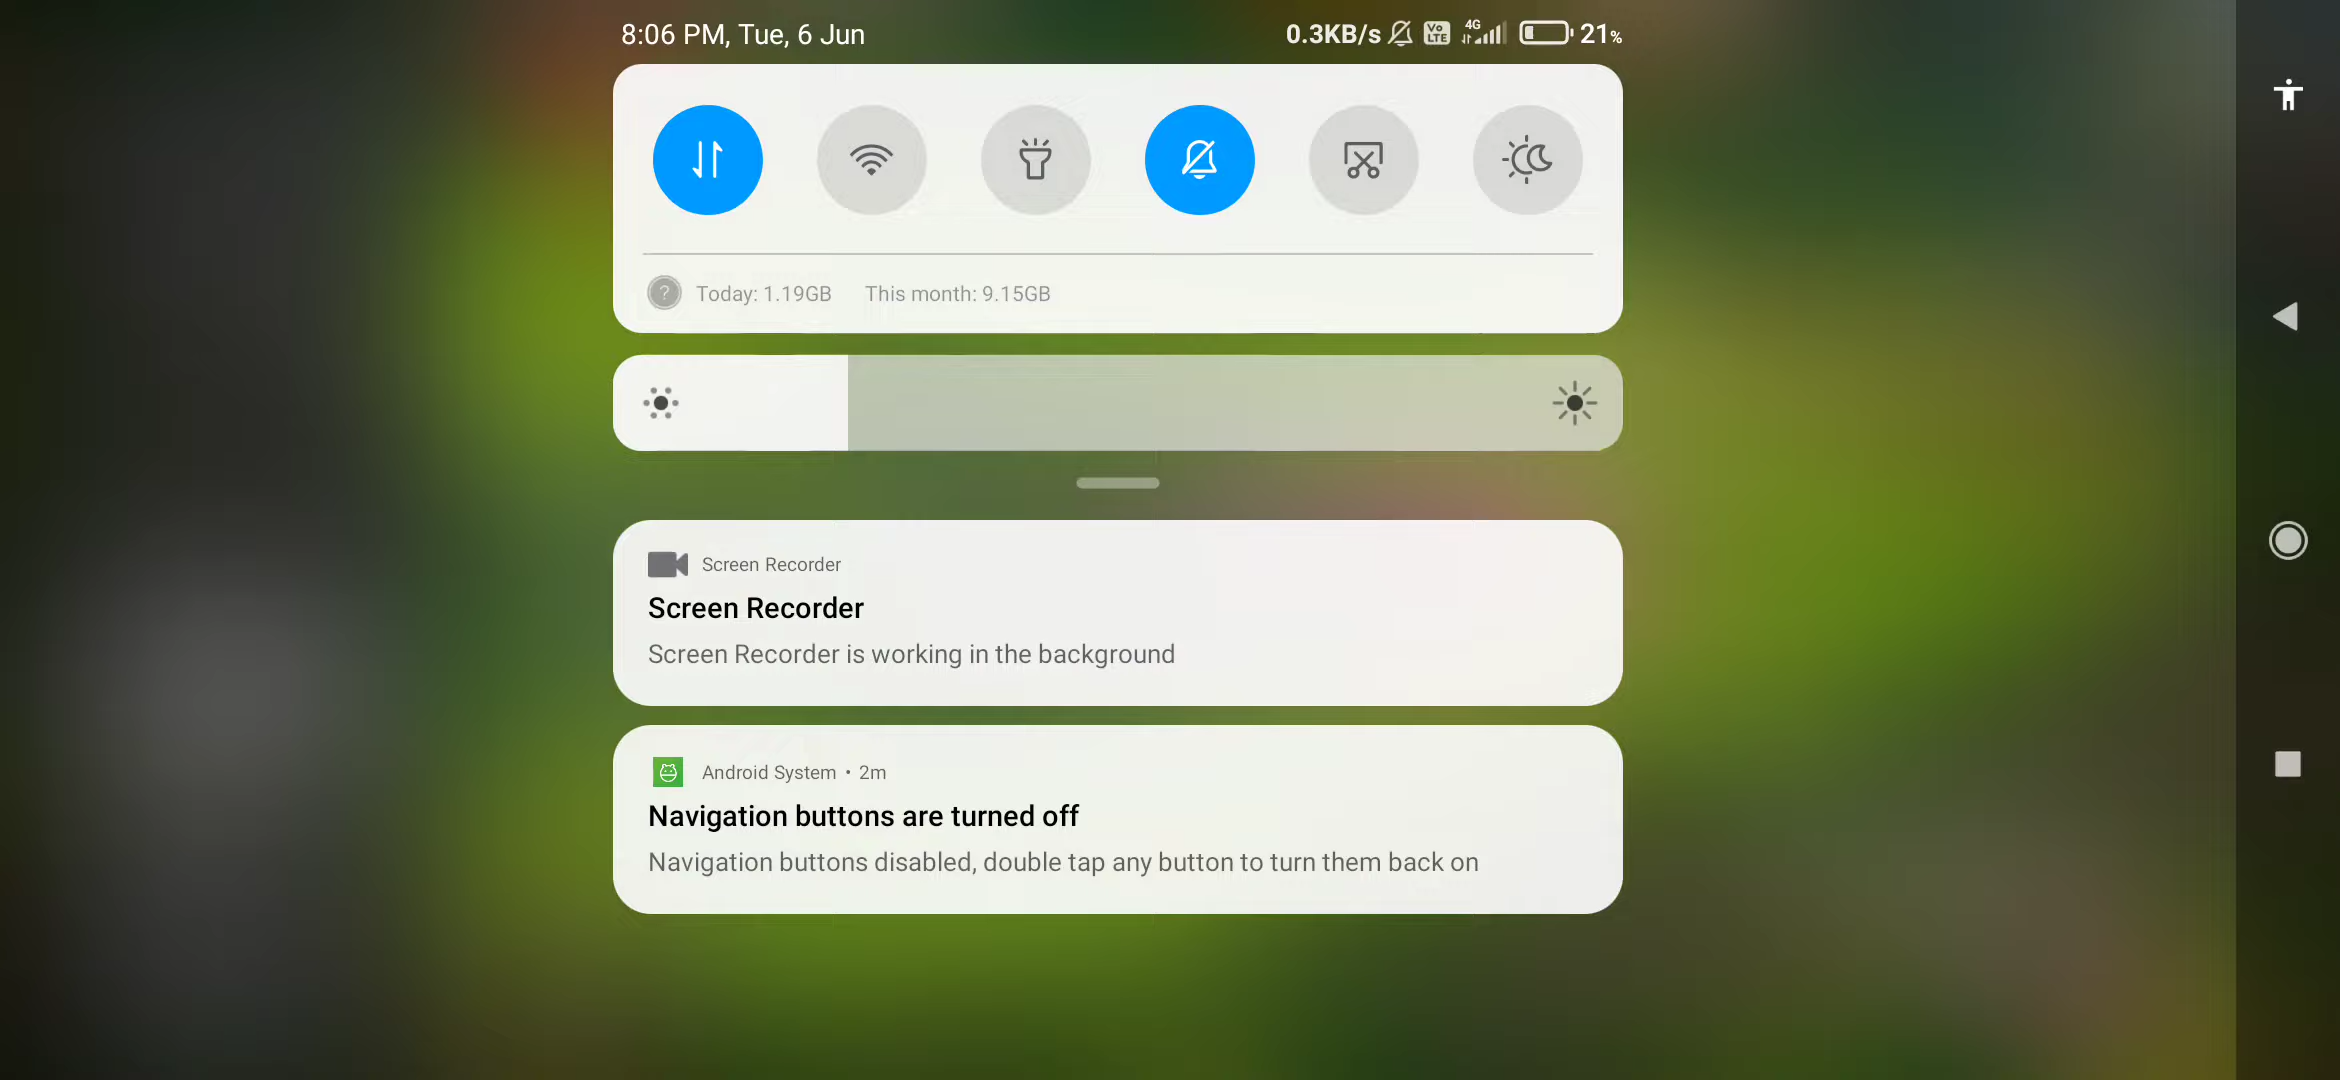 8:06 PM, Tue, 6 Jun
0.3KB/s Vo LTE 4G 21%
Today: 1.19GB This month: 9.15GB
Screen Recorder
Screen Recorder
Screen Recorder is working in the background
Android System • 2m
Navigation buttons are turned off
Navigation buttons disabled, double tap any button to turn them back on